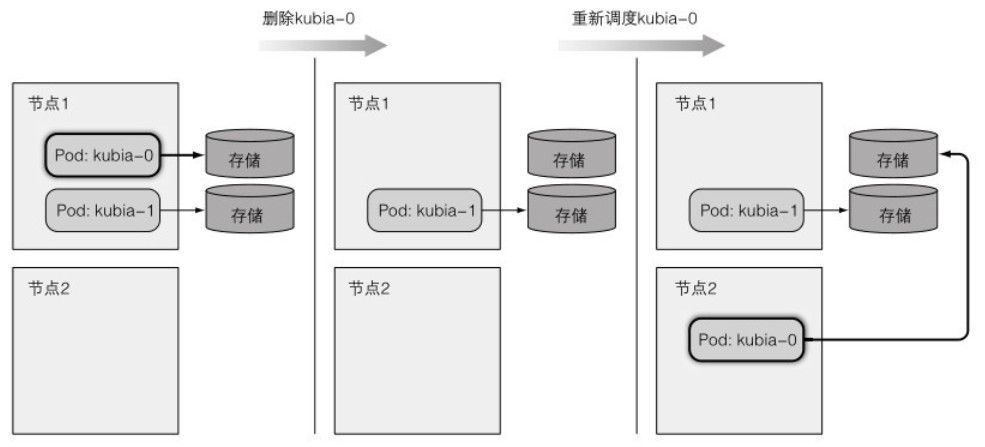 删除kubia-0
重新调度kubia-0
节点1
Pod: kubia-0
存储
Pod: kubia-1
存储
节点2
节点1
存储
Pod: kubia-1
存储
节点2
节点1
存储
Pod: kubia-1
存储
节点2
Pod: kubia-0